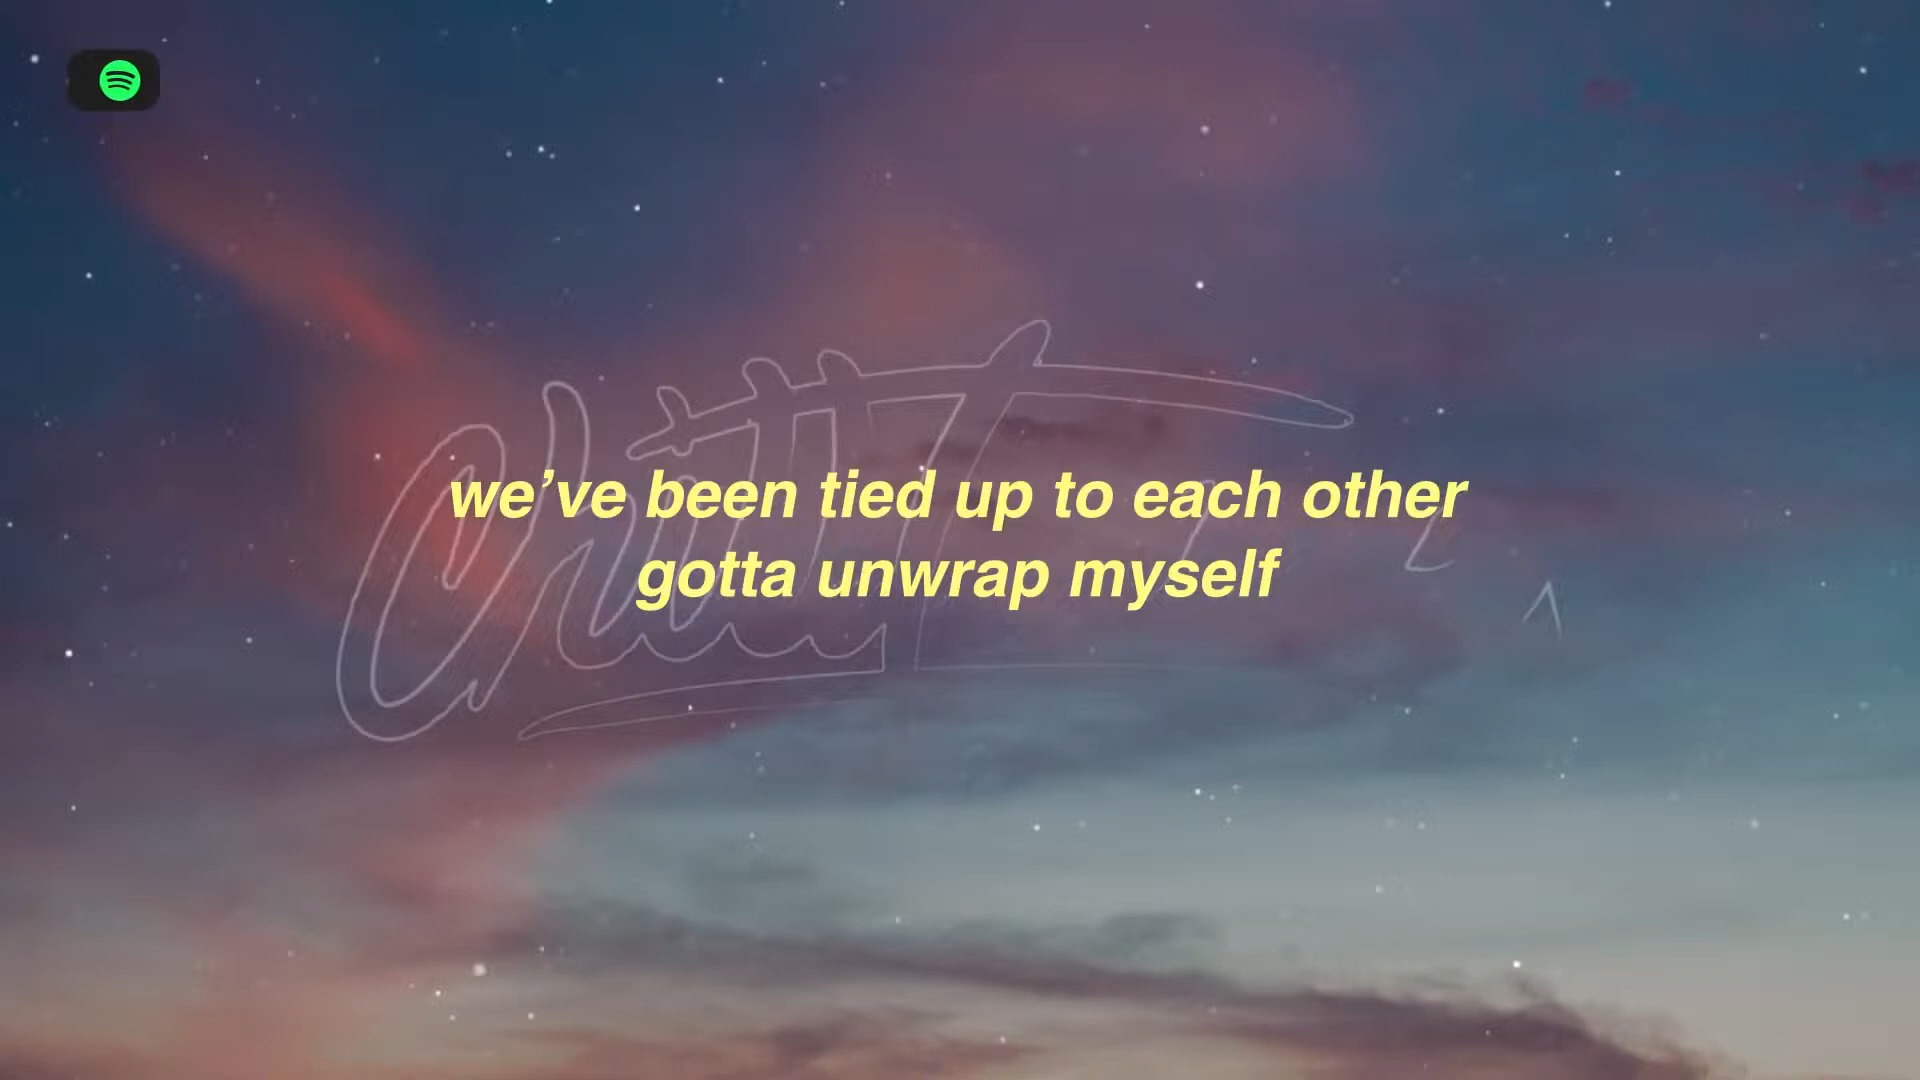 we’ve been tied up to each other
gotta unwrap myself